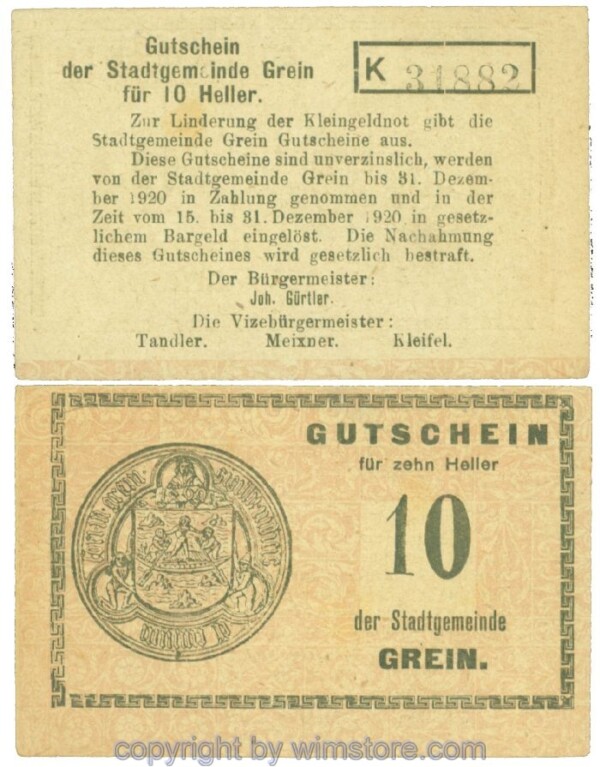 Gutschein
der Stadtgemeinde Grein
für 10 Heller.
K 31882
Zur Linderung der Kleingeldnot gibt die
Stadtgemeinde Grein Gutscheine aus.
Diese Gutscheine sind unverzinslich, werden
von der Stadtgemeinde Grein bis 31. Dezem-
ber 1920 in Zahlung genommen und in der
Zeit vom 15. bis 31. Dezember 1920 in gesetz-
lichem Bargeld eingelöst. Die Nachahmung
dieses Gutscheines wird gesetzlich bestraft.
Der Bürgermeister:
Joh. Gürtler.
Die Vizebürgermeister:
Tandler. Meixner. Kleifel.
GUTSCHEIN
für zehn Heller
10
der Stadtgemeinde
GREIN.
copyright by wimstore.com